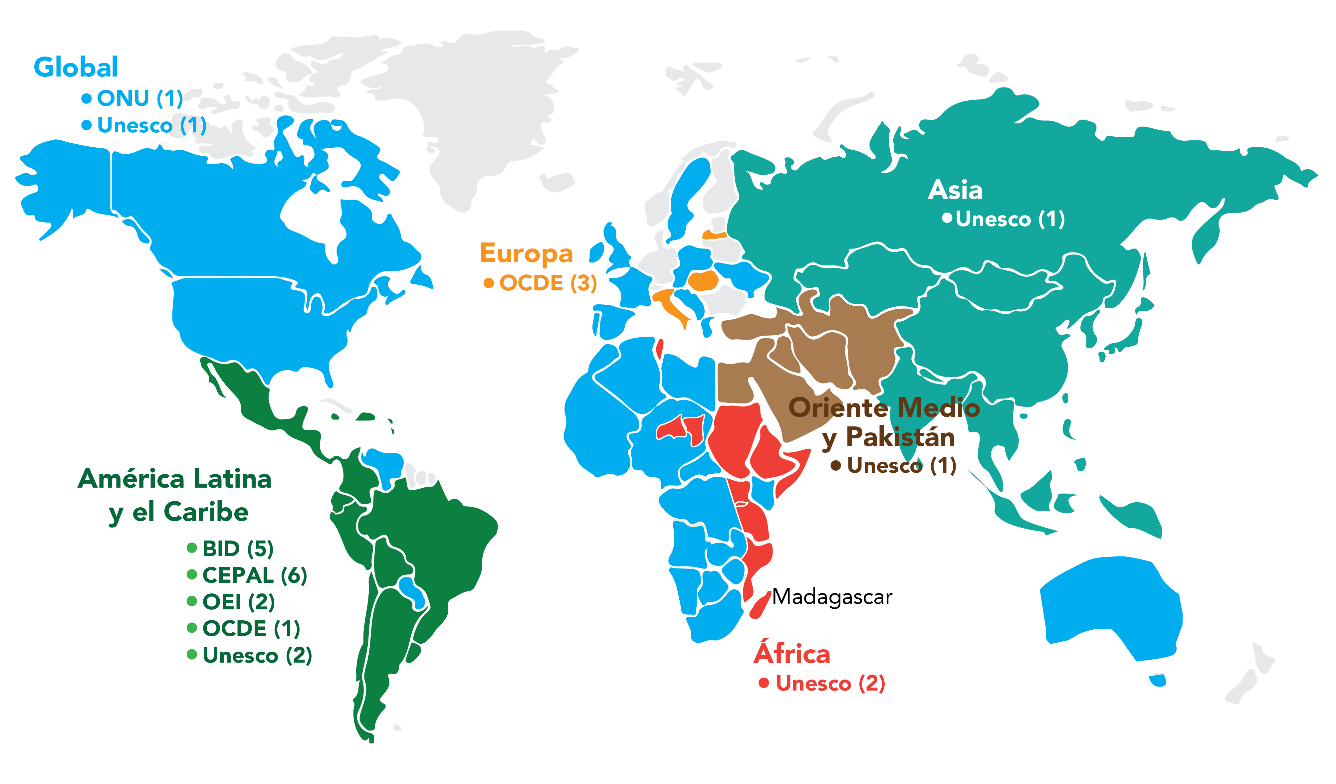 Global
• ONU (1)
• Unesco (1)
Asia
• Unesco (1)
Europa
• OCDE (3)
Oriente Medio
y Pakistán
• Unesco (1)
América Latina
y el Caribe
• BID (5)
• CEPAL (6)
• OEI (2)
• OCDE (1)
• Unesco (2)
Madagascar
África
• Unesco (2)